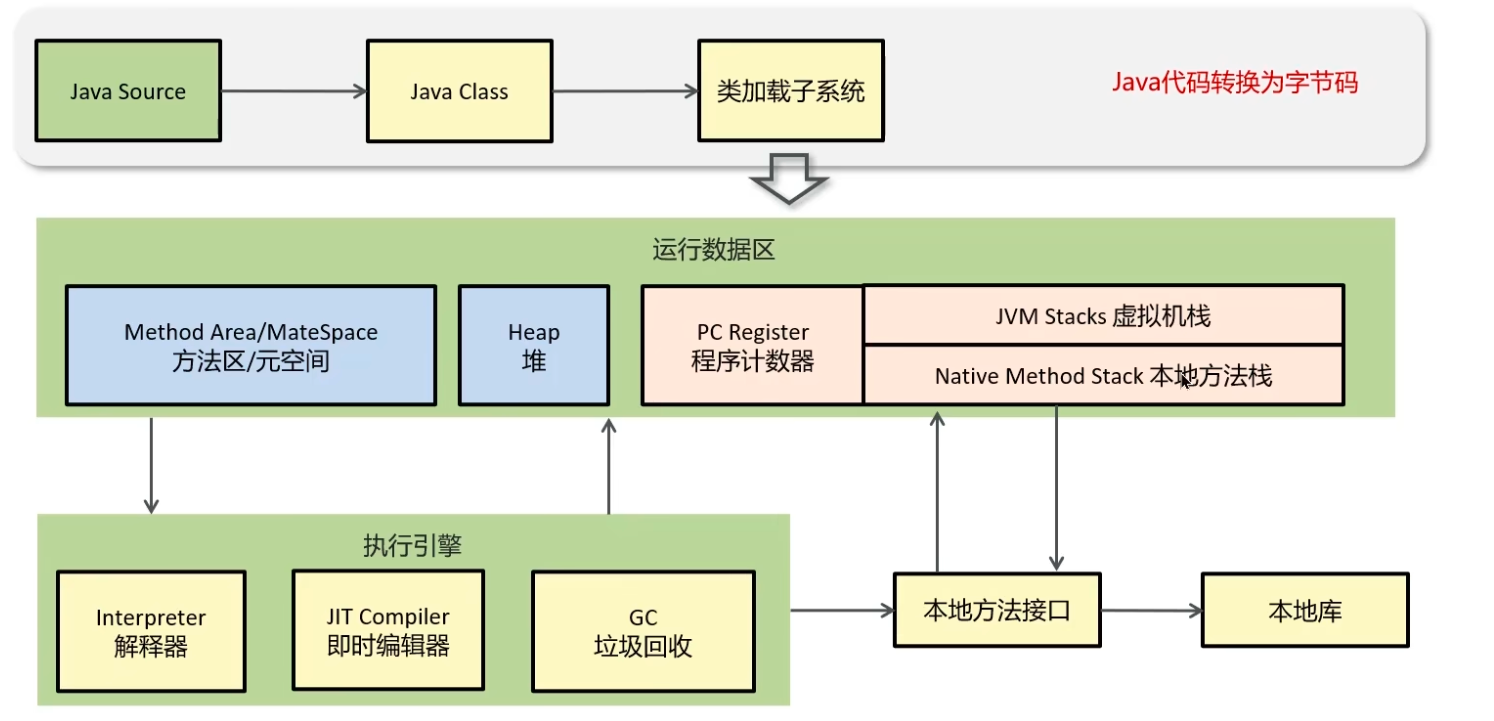 Java Source
Java Class
类加载子系统
Java代码转换为字节码
运行数据区
Method Area/MateSpace
方法区/元空间
Heap
堆
PC Register
程序计数器
JVM Stacks 虚拟机栈
Native Method Stack 本地方法栈
执行引擎
Interpreter
解释器
JIT Compiler
即时编辑器
GC
垃圾回收
本地方法接口
本地库